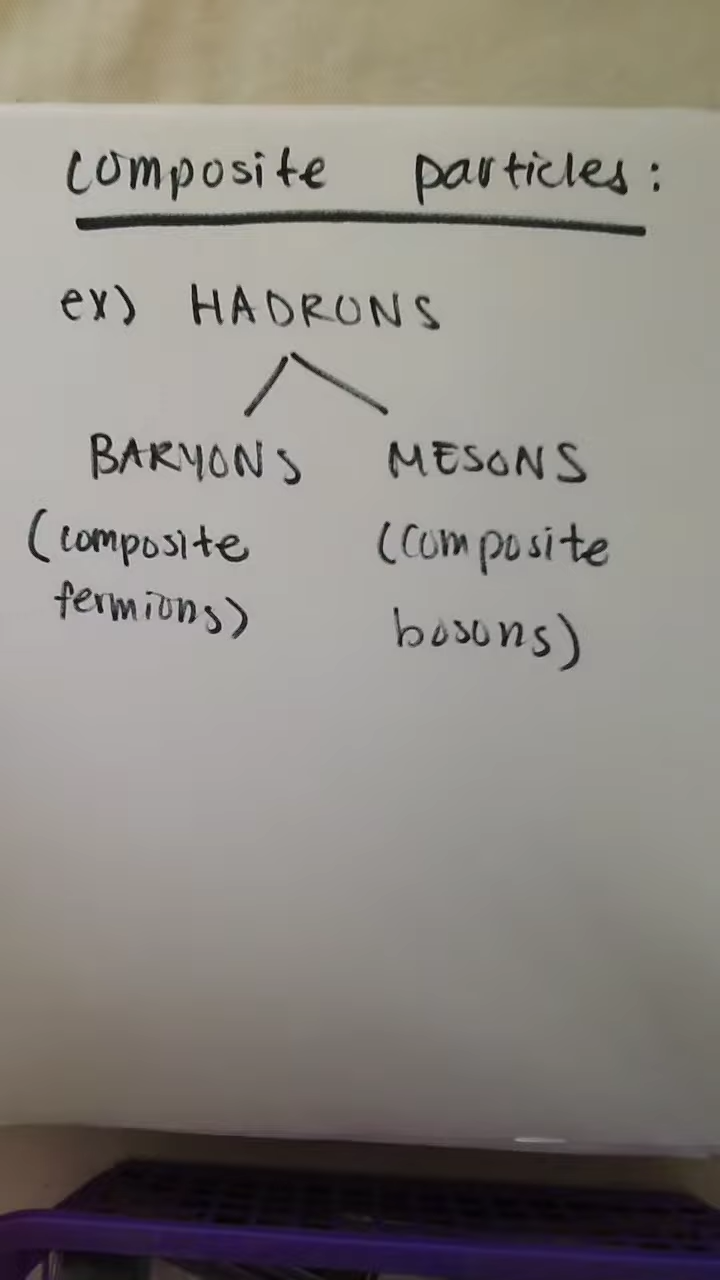 composite particles:
ex) HADRONS
BARYONS MESONS
(composite (composite
fermions) bosons)